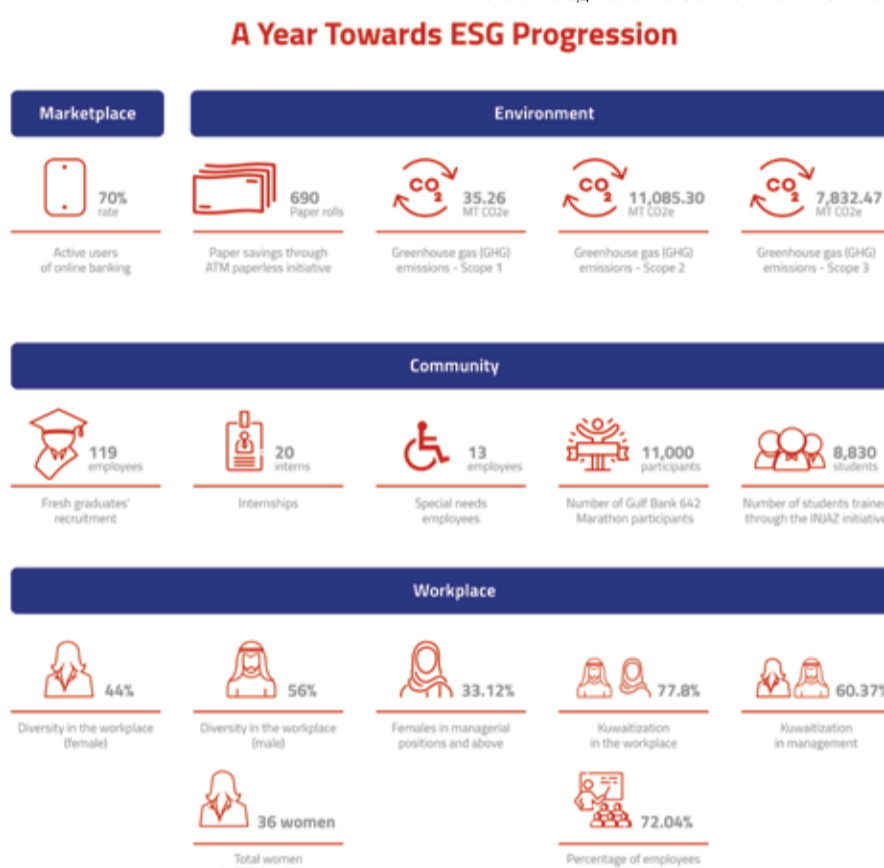 A Year Towards ESG Progression
Marketplace
Environment
70%
rate
Active users
of online banking
690
Paper rolls
Paper savings through
ATM paperless initiative
CO2
35.26
MT CO2e
Greenhouse gas (GHG)
emissions - Scope 1
CO2
11,085.30
MT CO2e
Greenhouse gas (GHG)
emissions - Scope 2
CO2
7,832.47
MT CO2e
Greenhouse gas (GHG)
emissions - Scope 3
Community
119
employees
Fresh graduates'
recruitment
20
interns
Internships
13
employees
Special needs
employees
11,000
participants
Number of Gulf Bank 642
Marathon participants
8,830
students
Number of students traine
through the INJAZ initiative
Workplace
44%
Diversity in the workplace
(female)
56%
Diversity in the workplace
(male)
33.12%
Females in managerial
positions and above
77.8%
Kuwaitization
in the workplace
60.37%
Kuwaitization
in management
36 women
Total women
72.04%
Percentage of employees